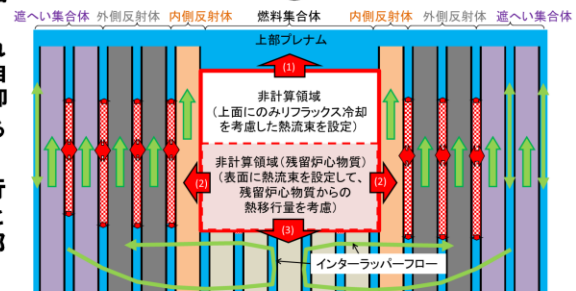 遮へい集合体 外側反射体 内側反射体 燃料集合体 内側反射体 外側反射体 遮へい集合体
上部プレナム
(1)
非計算領域
(上面にのみリフラックス冷却
を考慮した熱流束を設定)
非計算領域(残留炉心物質)
(表面に熱流束を設定して、
残留炉心物質からの
熱移行量を考慮)
(2)
(2)
(3)
インターラッパーフロー